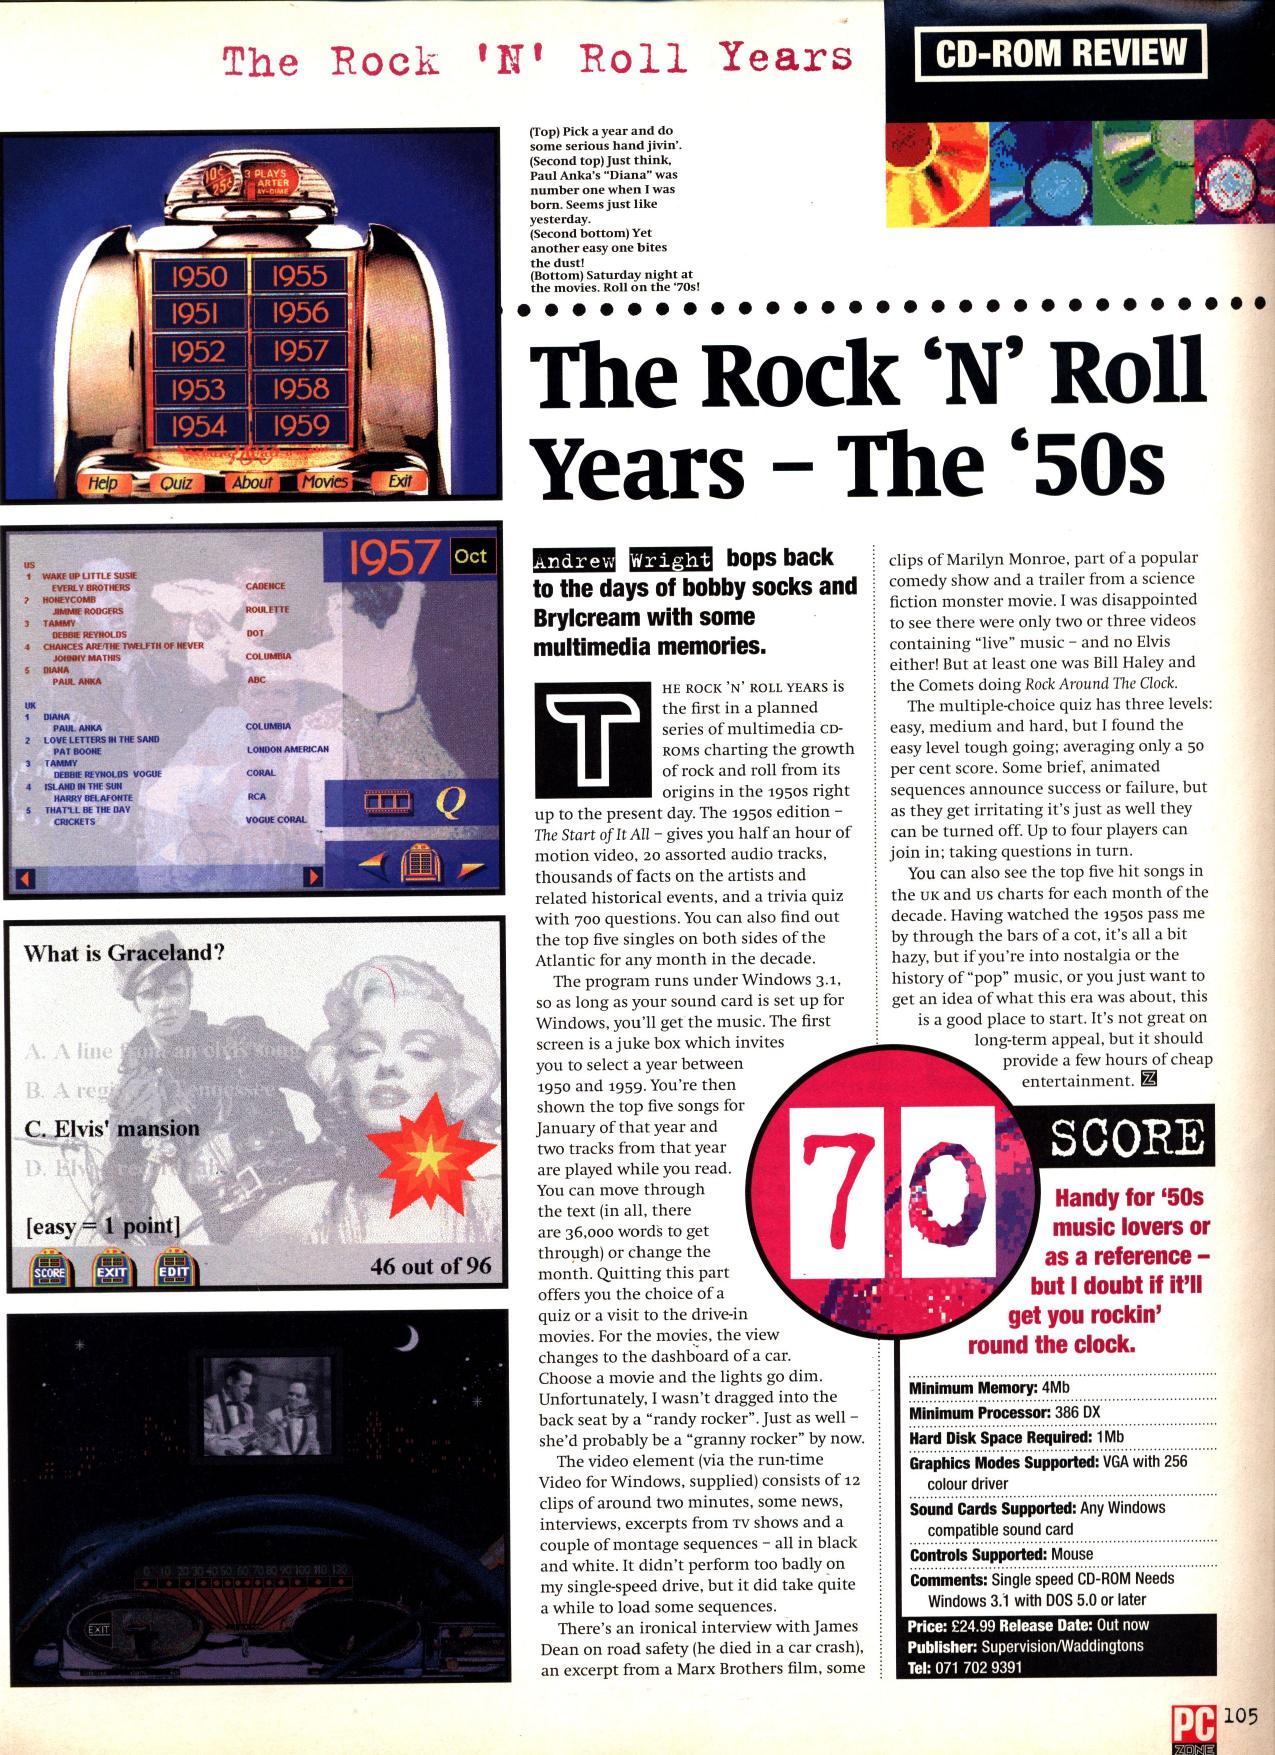 The Rock 'N' Roll Years
CD-ROM REVIEW
10¢
25¢
3 PLAYS
1950
1955
1951
1956
1952
1957
1953
1958
1954
1959
Help
Quiz
About
Movies
Exit
(Top) Pick a year and do
some serious hand jivin'.
(Second top) Just think,
Paul Anka's "Diana" was
number one when I was
born. Seems just like
yesterday.
(Second bottom) Yet
another easy one bites
the dust!
(Bottom) Saturday night at
the movies. Roll on the '70s!
1957 Oct
US
1 WAKE UP LITTLE SUSIE
EVERLY BROTHERS CADENCE
2 HONEYCOMB
JIMMIE RODGERS ROULETTE
3 TAMMY
DEBBIE REYNOLDS DOT
4 CHANCES ARE/THE TWELFTH OF NEVER
JOHNNY MATHIS COLUMBIA
5 DIANA
PAUL ANKA ABC
UK
1 DIANA
PAUL ANKA COLUMBIA
2 LOVE LETTERS IN THE SAND
PAT BOONE LONDON AMERICAN
3 TAMMY
DEBBIE REYNOLDS VOGUE CORAL
4 ISLAND IN THE SUN
HARRY BELAFONTE RCA
5 THAT'LL BE THE DAY
CRICKETS VOGUE CORAL
Q
What is Graceland?
A. A line from an elvis song
B. A
C. Elvis' mansion
D.
[easy = 1 point]
SCORE
EXIT
EDIT
46 out of 96
0 10 20 30 40 50 60 70 80 90 100 110 120
EXIT
The Rock 'N' Roll
Years – The '50s
Andrew Wright bops back
to the days of bobby socks and
Brylcream with some
multimedia memories.
THE ROCK 'N' ROLL YEARS is
the first in a planned
series of multimedia CD-
ROMs charting the growth
of rock and roll from its
origins in the 1950s right
up to the present day. The 1950s edition –
The Start of It All – gives you half an hour of
motion video, 20 assorted audio tracks,
thousands of facts on the artists and
related historical events, and a trivia quiz
with 700 questions. You can also find out
the top five singles on both sides of the
Atlantic for any month in the decade.
The program runs under Windows 3.1,
so as long as your sound card is set up for
Windows, you'll get the music. The first
screen is a juke box which invites
you to select a year between
1950 and 1959. You're then
shown the top five songs for
January of that year and
two tracks from that year
are played while you read.
You can move through
the text (in all, there
are 36,000 words to get
through) or change the
month. Quitting this part
offers you the choice of a
quiz or a visit to the drive-in
movies. For the movies, the view
changes to the dashboard of a car.
Choose a movie and the lights go dim.
Unfortunately, I wasn't dragged into the
back seat by a "randy rocker". Just as well –
she'd probably be a "granny rocker" by now.
The video element (via the run-time
Video for Windows, supplied) consists of 12
clips of around two minutes, some news,
interviews, excerpts from TV shows and a
couple of montage sequences – all in black
and white. It didn't perform too badly on
my single-speed drive, but it did take quite
a while to load some sequences.
There's an ironical interview with James
Dean on road safety (he died in a car crash),
an excerpt from a Marx Brothers film, some
clips of Marilyn Monroe, part of a popular
comedy show and a trailer from a science
fiction monster movie. I was disappointed
to see there were only two or three videos
containing "live" music – and no Elvis
either! But at least one was Bill Haley and
the Comets doing Rock Around The Clock.
The multiple-choice quiz has three levels:
easy, medium and hard, but I found the
easy level tough going; averaging only a 50
per cent score. Some brief, animated
sequences announce success or failure, but
as they get irritating it's just as well they
can be turned off. Up to four players can
join in; taking questions in turn.
You can also see the top five hit songs in
the UK and US charts for each month of the
decade. Having watched the 1950s pass me
by through the bars of a cot, it's all a bit
hazy, but if you're into nostalgia or the
history of "pop" music, or you just want to
get an idea of what this era was about, this
is a good place to start. It's not great on
long-term appeal, but it should
provide a few hours of cheap
entertainment. Z
70
SCORE
Handy for '50s
music lovers or
as a reference –
but I doubt if it'll
get you rockin'
round the clock.
Minimum Memory: 4Mb
Minimum Processor: 386 DX
Hard Disk Space Required: 1Mb
Graphics Modes Supported: VGA with 256
colour driver
Sound Cards Supported: Any Windows
compatible sound card
Controls Supported: Mouse
Comments: Single speed CD-ROM Needs
Windows 3.1 with DOS 5.0 or later
Price: £24.99 Release Date: Out now
Publisher: Supervision/Waddingtons
Tel: 071 702 9391
PC
ZONE
105